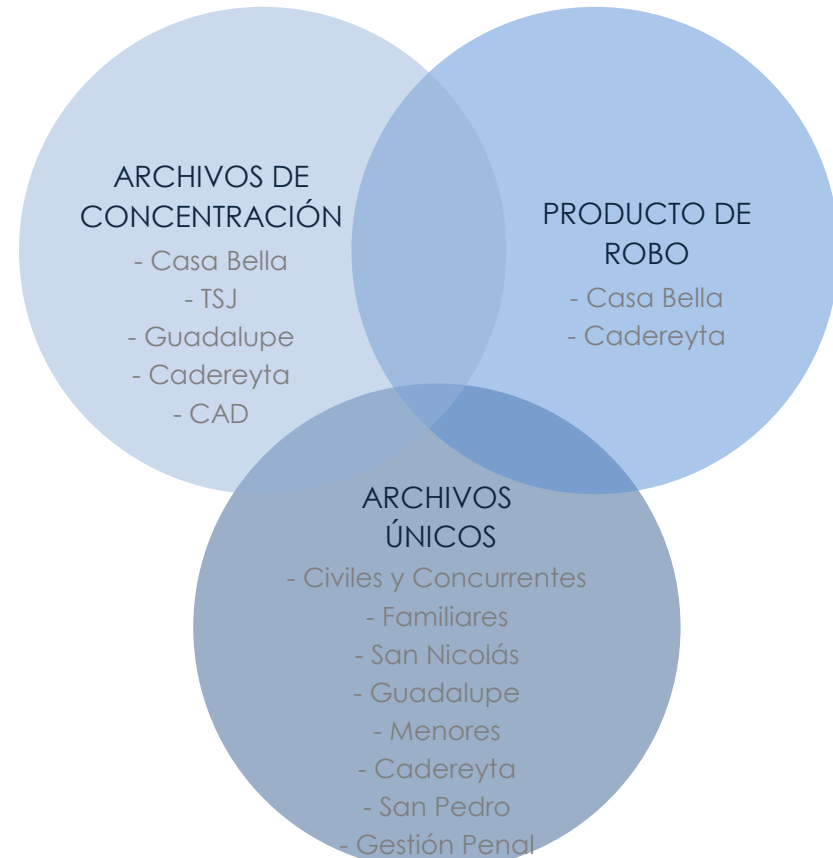 ARCHIVOS DE
CONCENTRACIÓN
- Casa Bella
- TSJ
- Guadalupe
- Cadereyta
- CAD
PRODUCTO DE
ROBO
- Casa Bella
- Cadereyta
ARCHIVOS
ÚNICOS
- Civiles y Concurrentes
- Familiares
- San Nicolás
- Guadalupe
- Menores
- Cadereyta
- San Pedro
- Gestión Penal